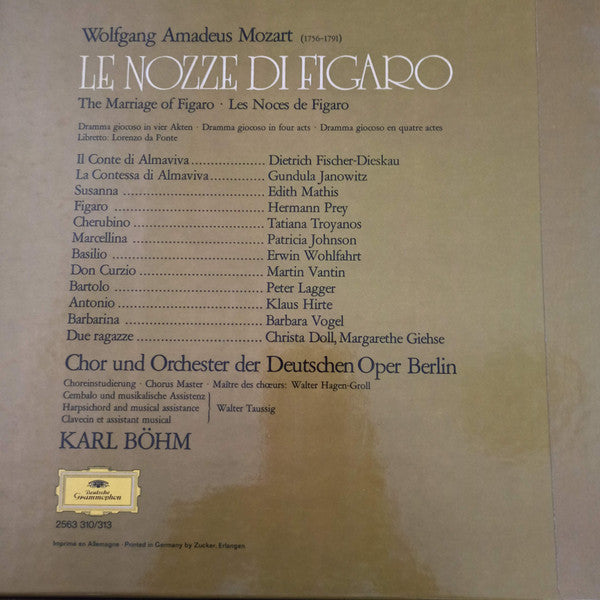 Wolfgang Amadeus Mozart (1756-1791)
LE NOZZE DI FIGARO
The Marriage of Figaro · Les Noces de Figaro
Dramma giocoso in vier Akten · Dramma giocoso in four acts · Dramma giocoso en quatre actes
Libretto: Lorenzo da Fonte
Il Conte di Almaviva .................. Dietrich Fischer-Dieskau
La Contessa di Almaviva ............. Gundula Janowitz
Susanna .................................. Edith Mathis
Figaro ..................................... Hermann Prey
Cherubino ............................... Tatiana Troyanos
Marcellina ............................... Patricia Johnson
Basilio ..................................... Erwin Wohlfahrt
Don Curzio .............................. Martin Vantin
Bartolo .................................... Peter Lagger
Antonio ................................... Klaus Hirte
Barbarina ................................ Barbara Vogel
Due ragazze ............................. Christa Doll, Margarethe Giehse
Chor und Orchester der Deutschen Oper Berlin
Choreinstudierung · Chorus Master · Maître des chœurs: Walter Hagen-Groll
Cembalo und musikalische Assistenz
Harpsichord and musical assistance
Clavecin et assistant musical
Walter Taussig
KARL BÖHM
Deutsche
Grammophon
2563 310/313
Imprime en Allemagne · Printed in Germany by Zucker, Erlangen